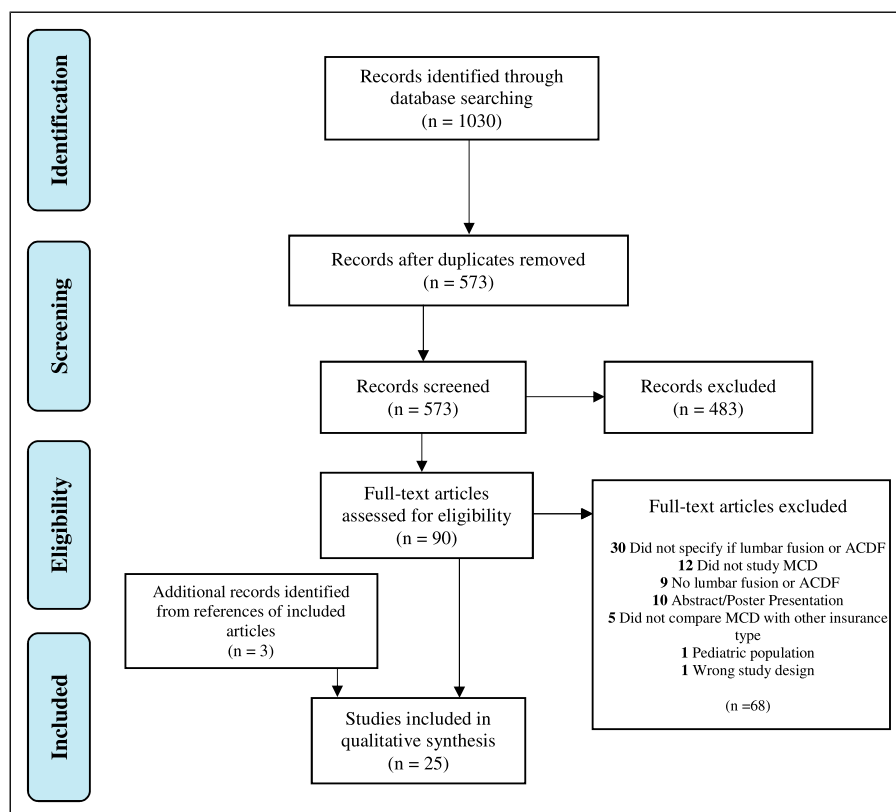 Identification
Records identified through
database searching
(n = 1030)
Screening
Records after duplicates removed
(n = 573)
Records screened
(n = 573)
Records excluded
(n = 483)
Eligibility
Full-text articles
assessed for eligibility
(n = 90)
Full-text articles excluded
30 Did not specify if lumbar fusion or ACDF
12 Did not study MCD
9 No lumbar fusion or ACDF
10 Abstract/Poster Presentation
5 Did not compare MCD with other insurance
type
1 Pediatric population
1 Wrong study design
(n =68)
Additional records identified
from references of included
articles
(n = 3)
Included
Studies included in
qualitative synthesis
(n = 25)